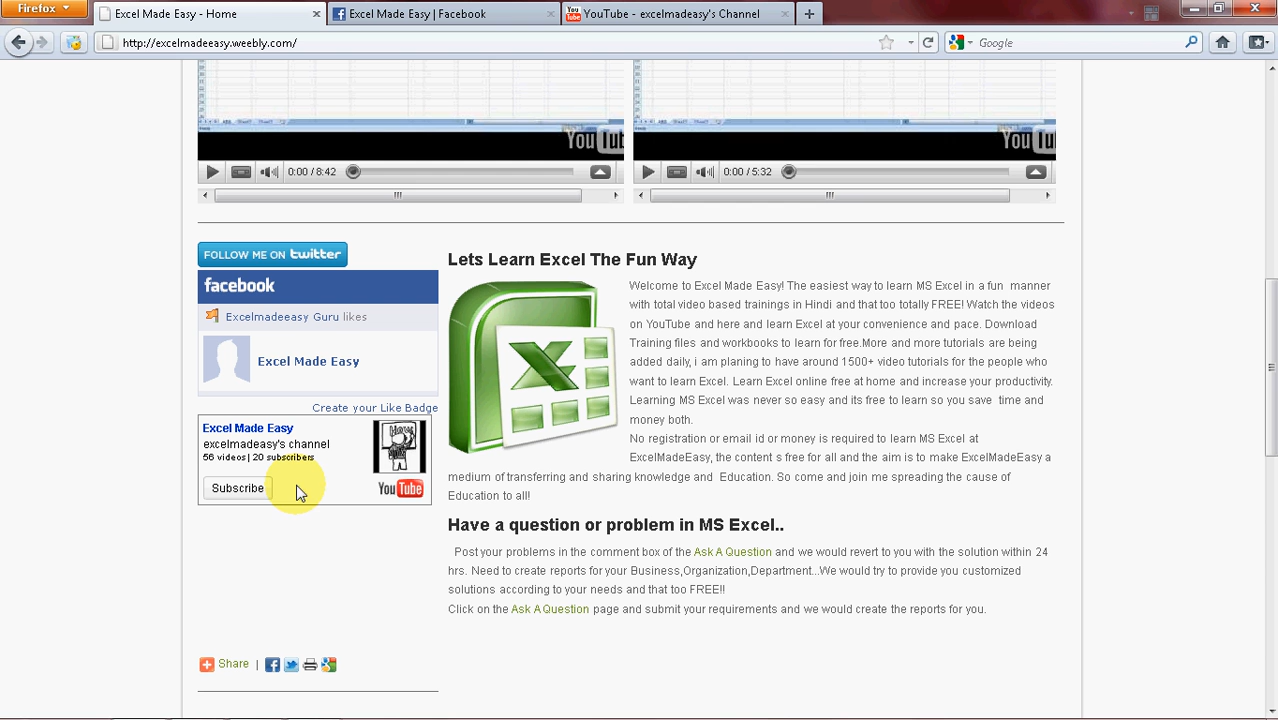 Firefox
Excel Made Easy - Home
Excel Made Easy | Facebook
YouTube - excelmadeasy's Channel
http://excelmadeeasy.weebly.com/
Google
YouTub
YouTub
0:00 / 8:42
0:00 / 5:32
FOLLOW ME ON twitter
facebook
Excelmadeeasy Guru likes
Excel Made Easy
Create your Like Badge
Excel Made Easy
excelmadeasy's channel
56 videos | 20 subscribers
Subscribe
YouTube
Lets Learn Excel The Fun Way
Welcome to Excel Made Easy! The easiest way to learn MS Excel in a fun manner
with total video based trainings in Hindi and that too totally FREE! Watch the videos
on YouTube and here and learn Excel at your convenience and pace. Download
Training files and workbooks to learn for free.More and more tutorials are being
added daily, i am planing to have around 1500+ video tutorials for the people who
want to learn Excel. Learn Excel online free at home and increase your productivity.
Learning MS Excel was never so easy and its free to learn so you save time and
money both.
No registration or email id or money is required to learn MS Excel at
ExcelMadeEasy, the content s free for all and the aim is to make ExcelMadeEasy a
medium of transferring and sharing knowledge and Education. So come and join me spreading the cause of
Education to all!
Have a question or problem in MS Excel..
Post your problems in the comment box of the Ask A Question and we would revert to you with the solution within 24
hrs. Need to create reports for your Business,Organization,Department...We would try to provide you customized
solutions according to your needs and that too FREE!!
Click on the Ask A Question page and submit your requirements and we would create the reports for you.
Share |